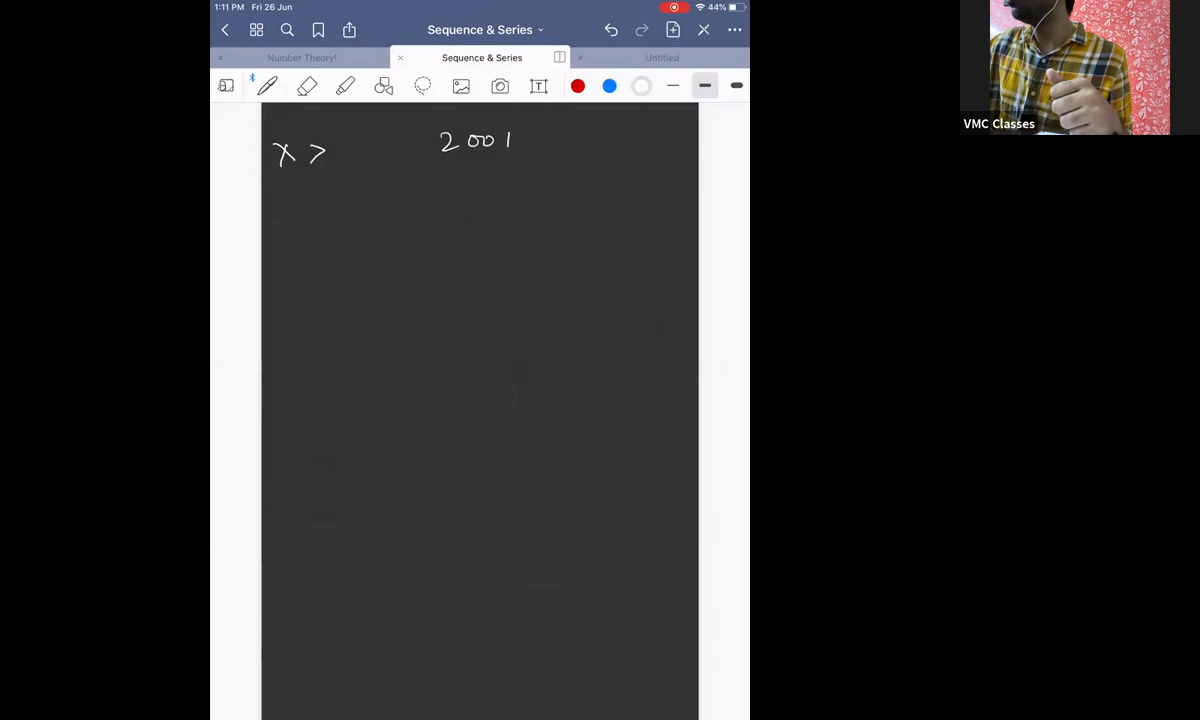 1:11 PM Fri 26 Jun
44%
Sequence & Series
Number Theory!
Sequence & Series
Untitled
T
2001
x >
VMC Classes